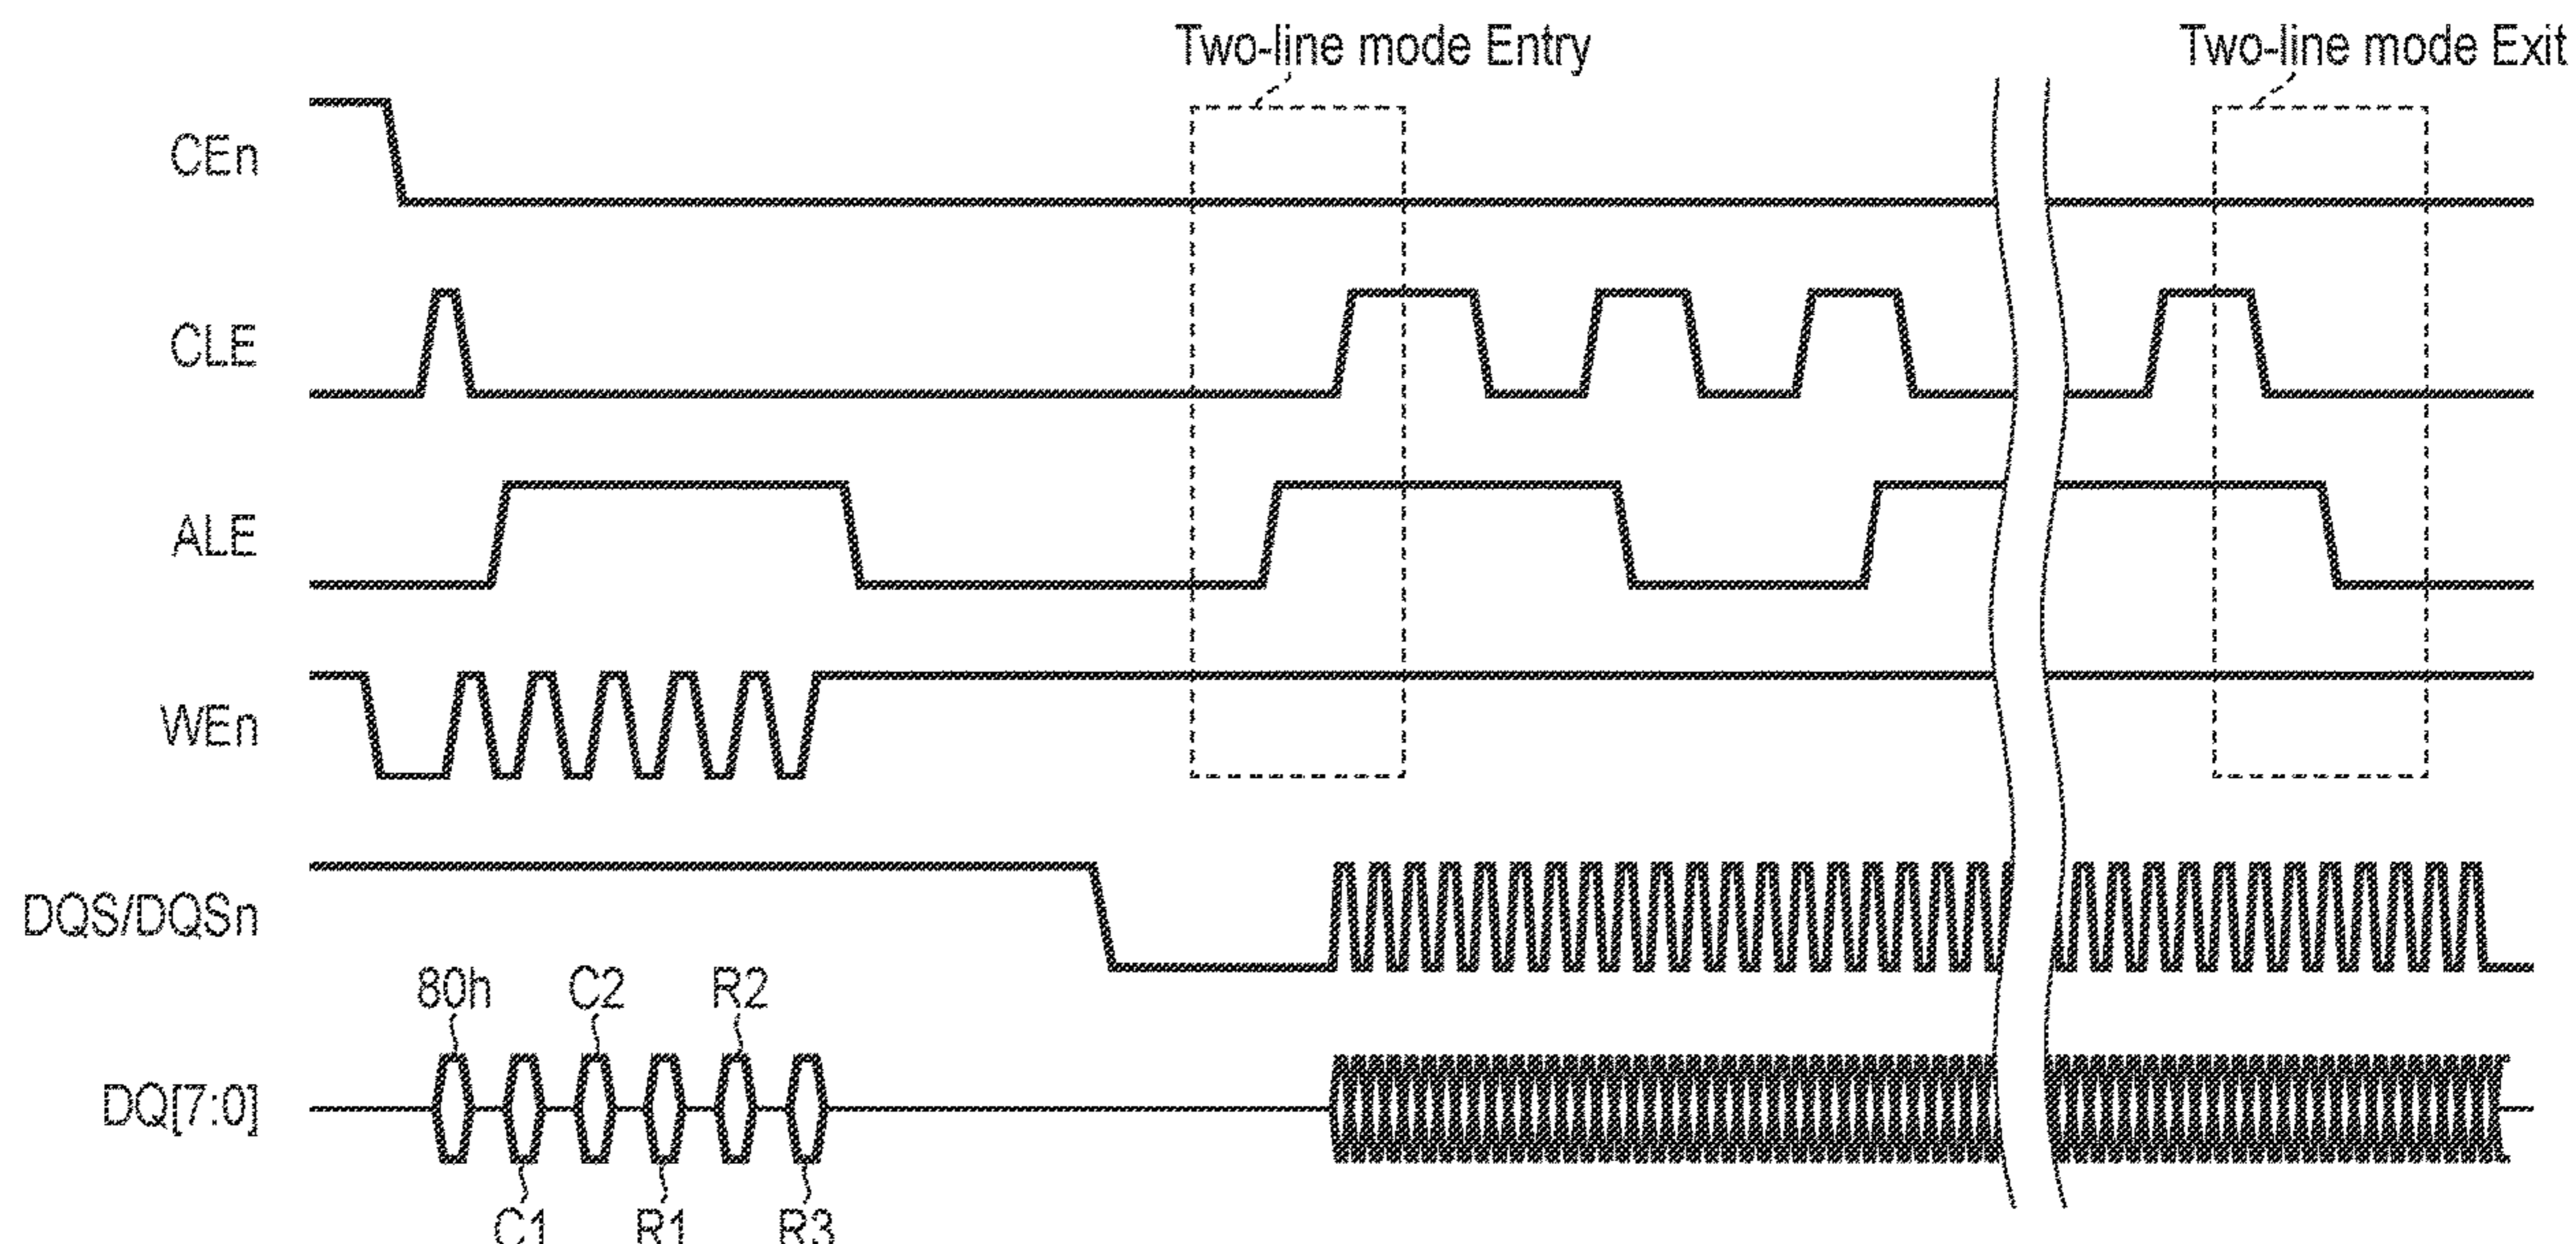 Two-line mode Entry
Two-line mode Exit
CEn
CLE
ALE
WEn
DQS/DQSn
80h
C2
R2
DQ[7:0]
C1
R1
R3